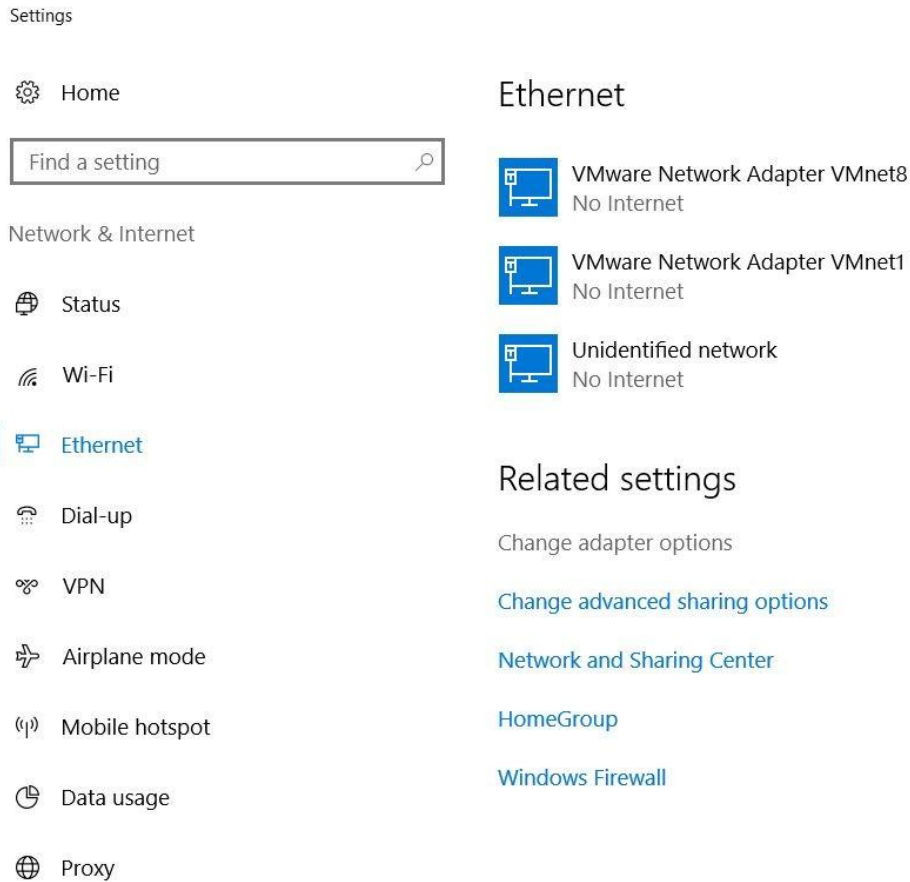 Settings
Home
Find a setting
Network & Internet
Status
Wi-Fi
Ethernet
Dial-up
VPN
Airplane mode
Mobile hotspot
Data usage
Proxy
Ethernet
VMware Network Adapter VMnet8
No Internet
VMware Network Adapter VMnet1
No Internet
Unidentified network
No Internet
Related settings
Change adapter options
Change advanced sharing options
Network and Sharing Center
HomeGroup
Windows Firewall